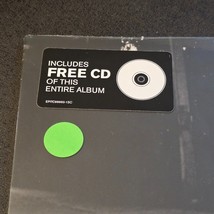 INCLUDES
FREE CD
OF THIS
ENTIRE ALBUM